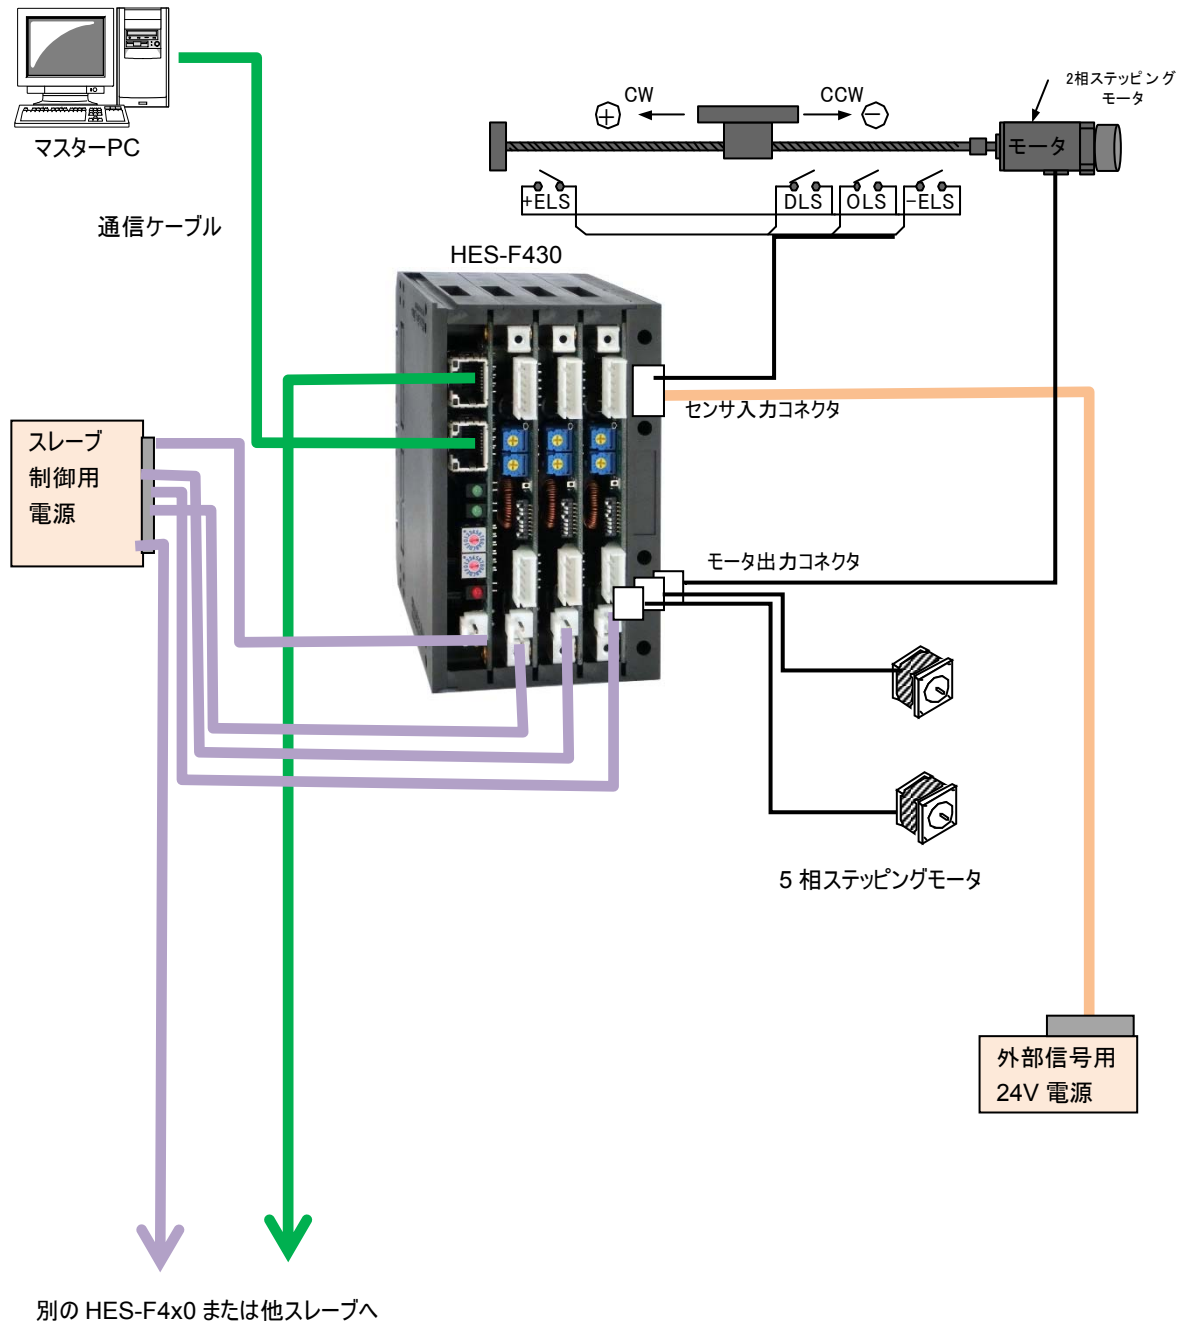 マスターPC
通信ケーブル
CW
CCW
2相ステッピング
モータ
モータ
+ELS
DLS
OLS
-ELS
HES-F430
センサ入力コネクタ
スレーブ
制御用
電源
モータ出力コネクタ
5 相ステッピングモータ
外部信号用
24V 電源
別の HES-F4x0 または他スレーブへ